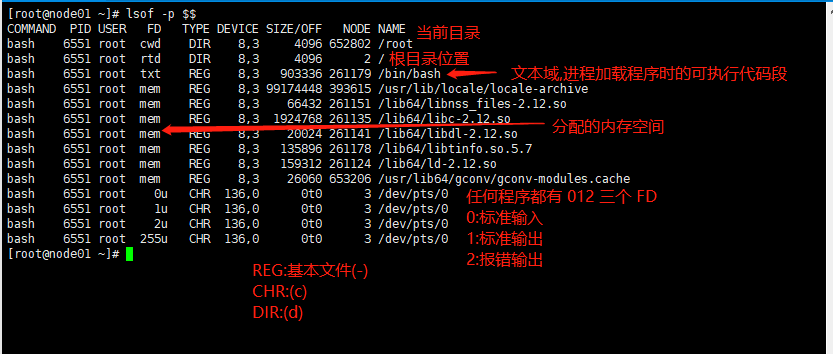 [root@node01 ~]# lsof -p $$
COMMAND PID USER FD TYPE DEVICE SIZE/OFF NODE NAME 当前目录
bash 6551 root cwd DIR 8,3 4096 652802 /root
bash 6551 root rtd DIR 8,3 4096 2 / 根目录位置
bash 6551 root txt REG 8,3 903336 261179 /bin/bash 文本域,进程加载程序时的可执行代码段
bash 6551 root mem REG 8,3 99174448 393615 /usr/lib/locale/locale-archive
bash 6551 root mem REG 8,3 66432 261151 /lib64/libnss_files-2.12.so
bash 6551 root mem REG 8,3 1924768 261135 /lib64/libc-2.12.so
bash 6551 root mem REG 8,3 20024 261141 /lib64/libdl-2.12.so 分配的内存空间
bash 6551 root mem REG 8,3 135896 261178 /lib64/libtinfo.so.5.7
bash 6551 root mem REG 8,3 159312 261124 /lib64/ld-2.12.so
bash 6551 root mem REG 8,3 26060 653206 /usr/lib64/gconv/gconv-modules.cache
bash 6551 root 0u CHR 136,0 0t0 3 /dev/pts/0 任何程序都有 012 三个 FD
bash 6551 root 1u CHR 136,0 0t0 3 /dev/pts/0 0:标准输入
bash 6551 root 2u CHR 136,0 0t0 3 /dev/pts/0 1:标准输出
bash 6551 root 255u CHR 136,0 0t0 3 /dev/pts/0
[root@node01 ~]# 2:报错输出
REG:基本文件(-)
CHR:(c)
DIR:(d)